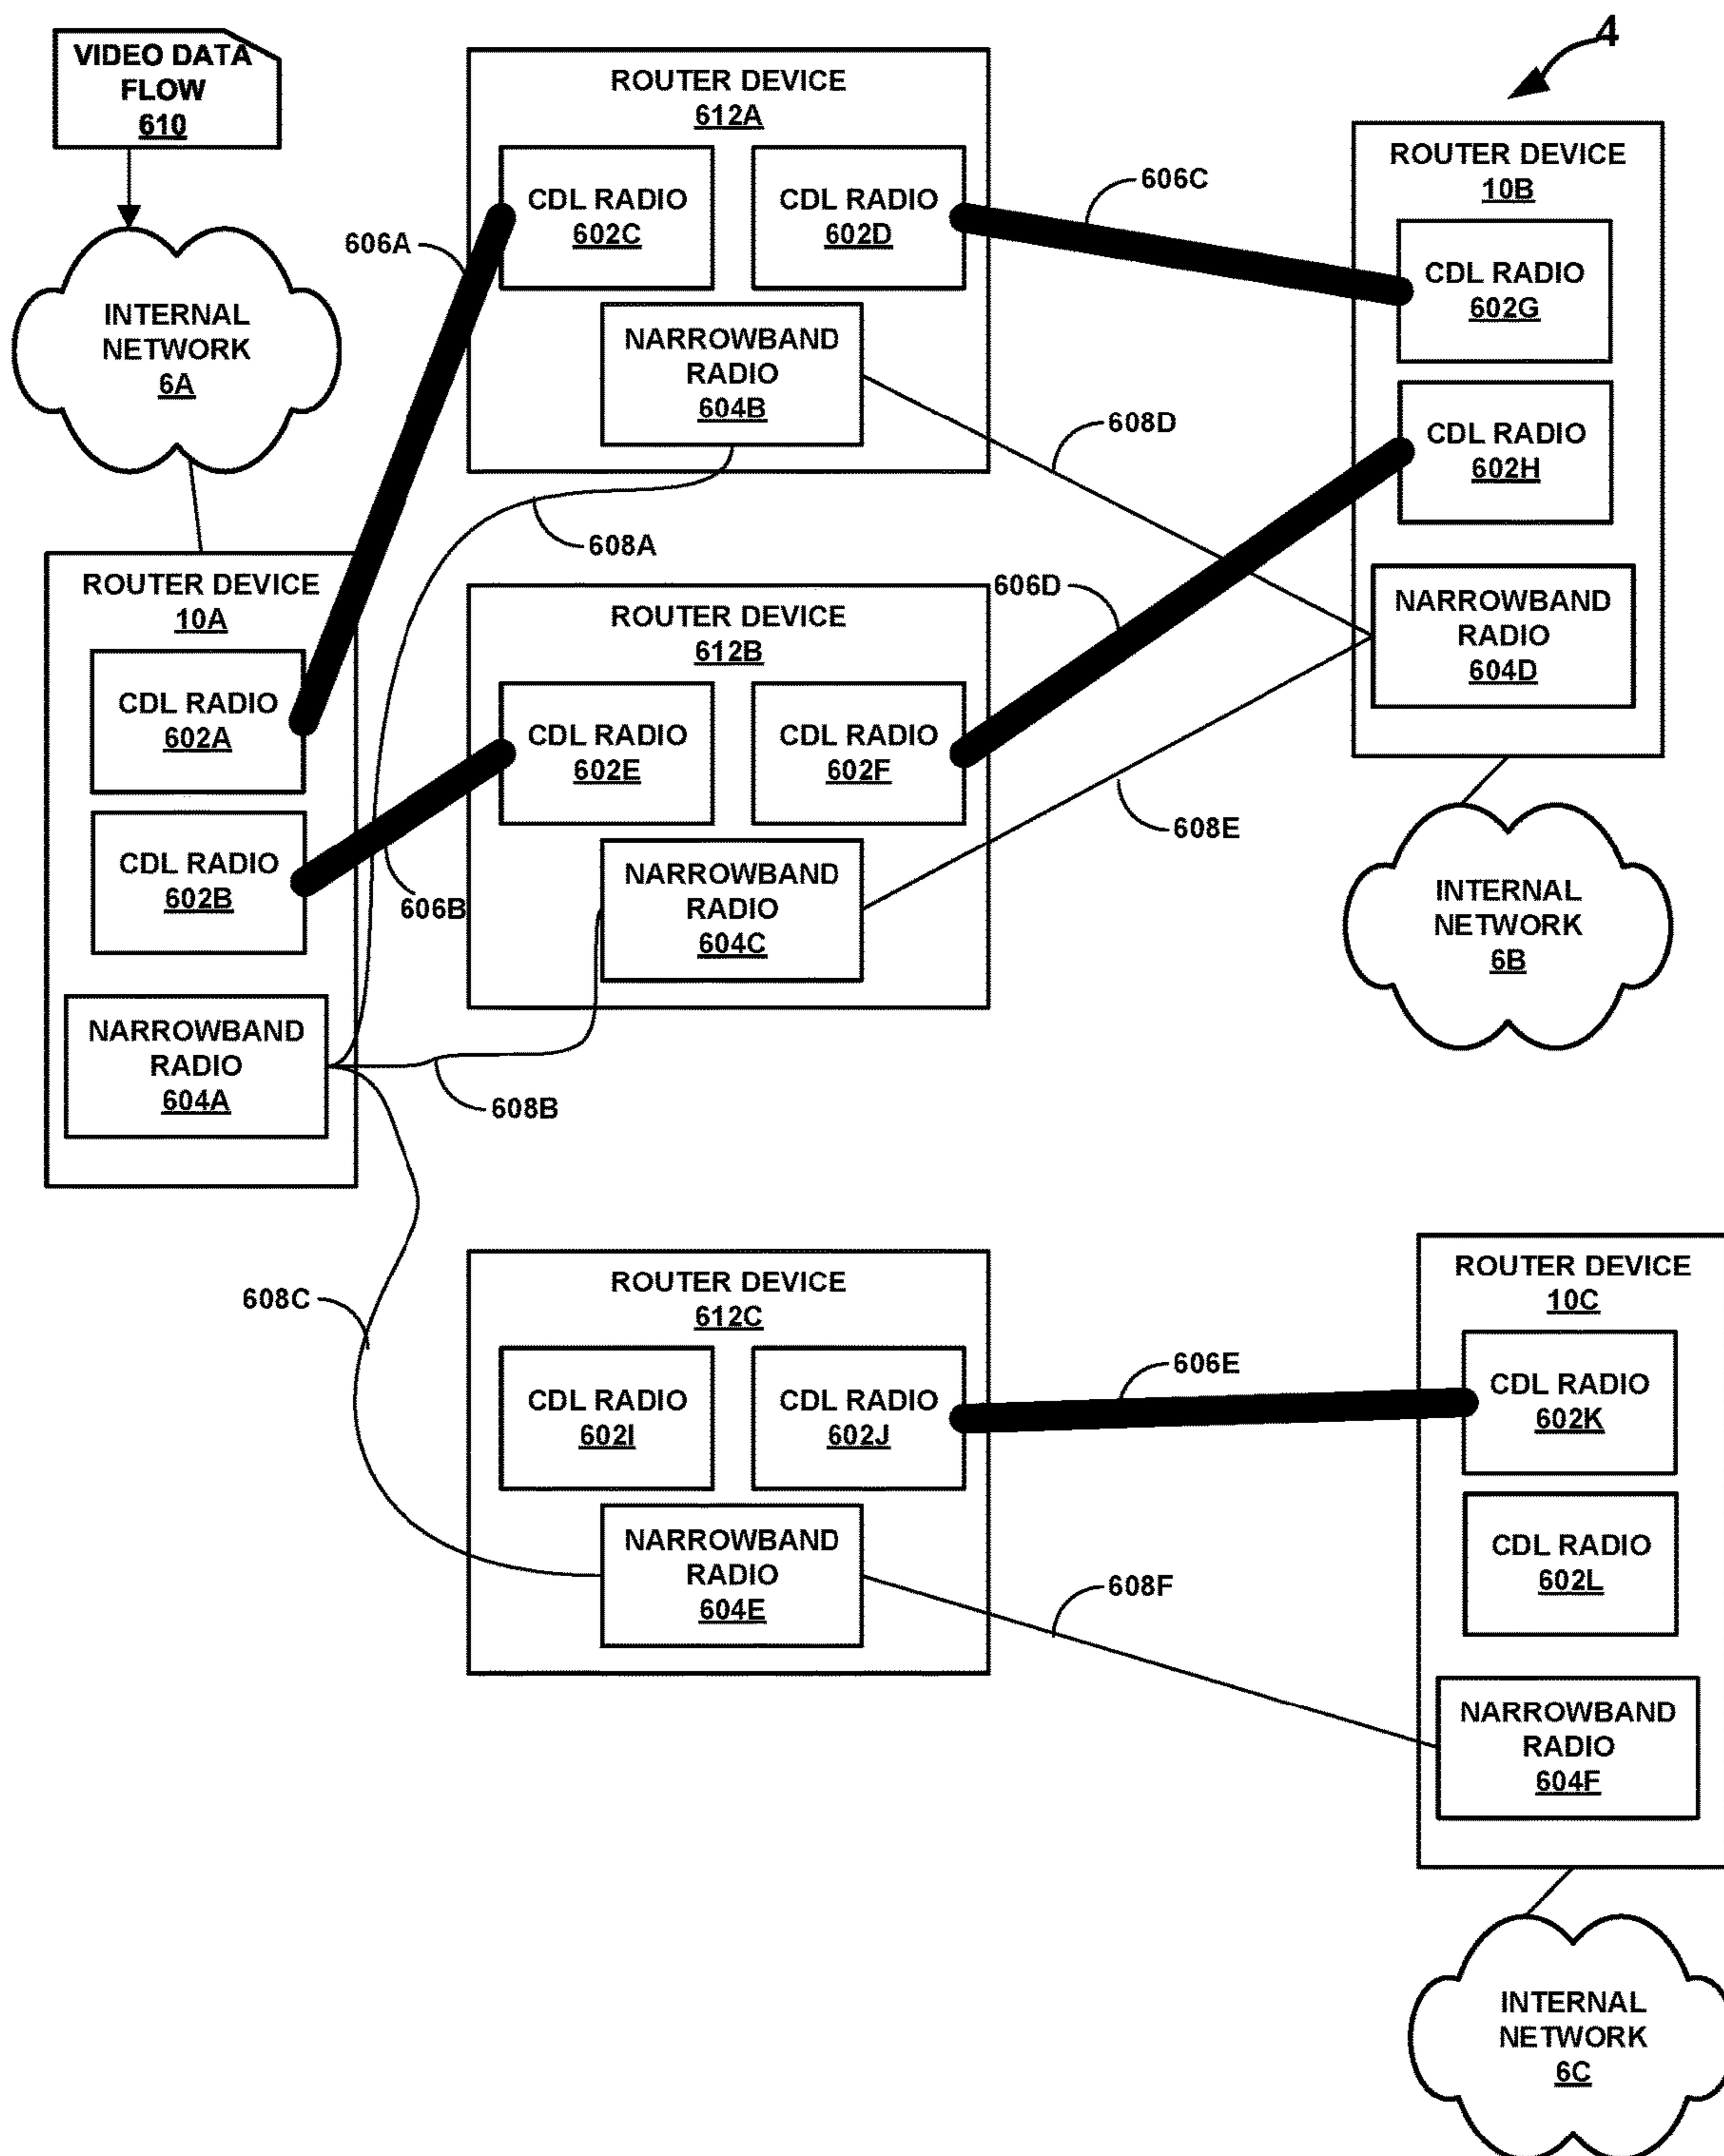 VIDEO DATA
FLOW
610
4
ROUTER DEVICE
612A
CDL RADIO
602C
CDL RADIO
602D
NARROWBAND
RADIO
604B
606A
606C
ROUTER DEVICE
10B
CDL RADIO
602G
CDL RADIO
602H
NARROWBAND
RADIO
604D
INTERNAL
NETWORK
6A
608D
608A
ROUTER DEVICE
10A
CDL RADIO
602A
CDL RADIO
602B
NARROWBAND
RADIO
604A
606D
ROUTER DEVICE
612B
CDL RADIO
602E
CDL RADIO
602F
NARROWBAND
RADIO
604C
606B
608E
INTERNAL
NETWORK
6B
608B
608C
ROUTER DEVICE
612C
CDL RADIO
602I
CDL RADIO
602J
NARROWBAND
RADIO
604E
606E
608F
ROUTER DEVICE
10C
CDL RADIO
602K
CDL RADIO
602L
NARROWBAND
RADIO
604F
INTERNAL
NETWORK
6C